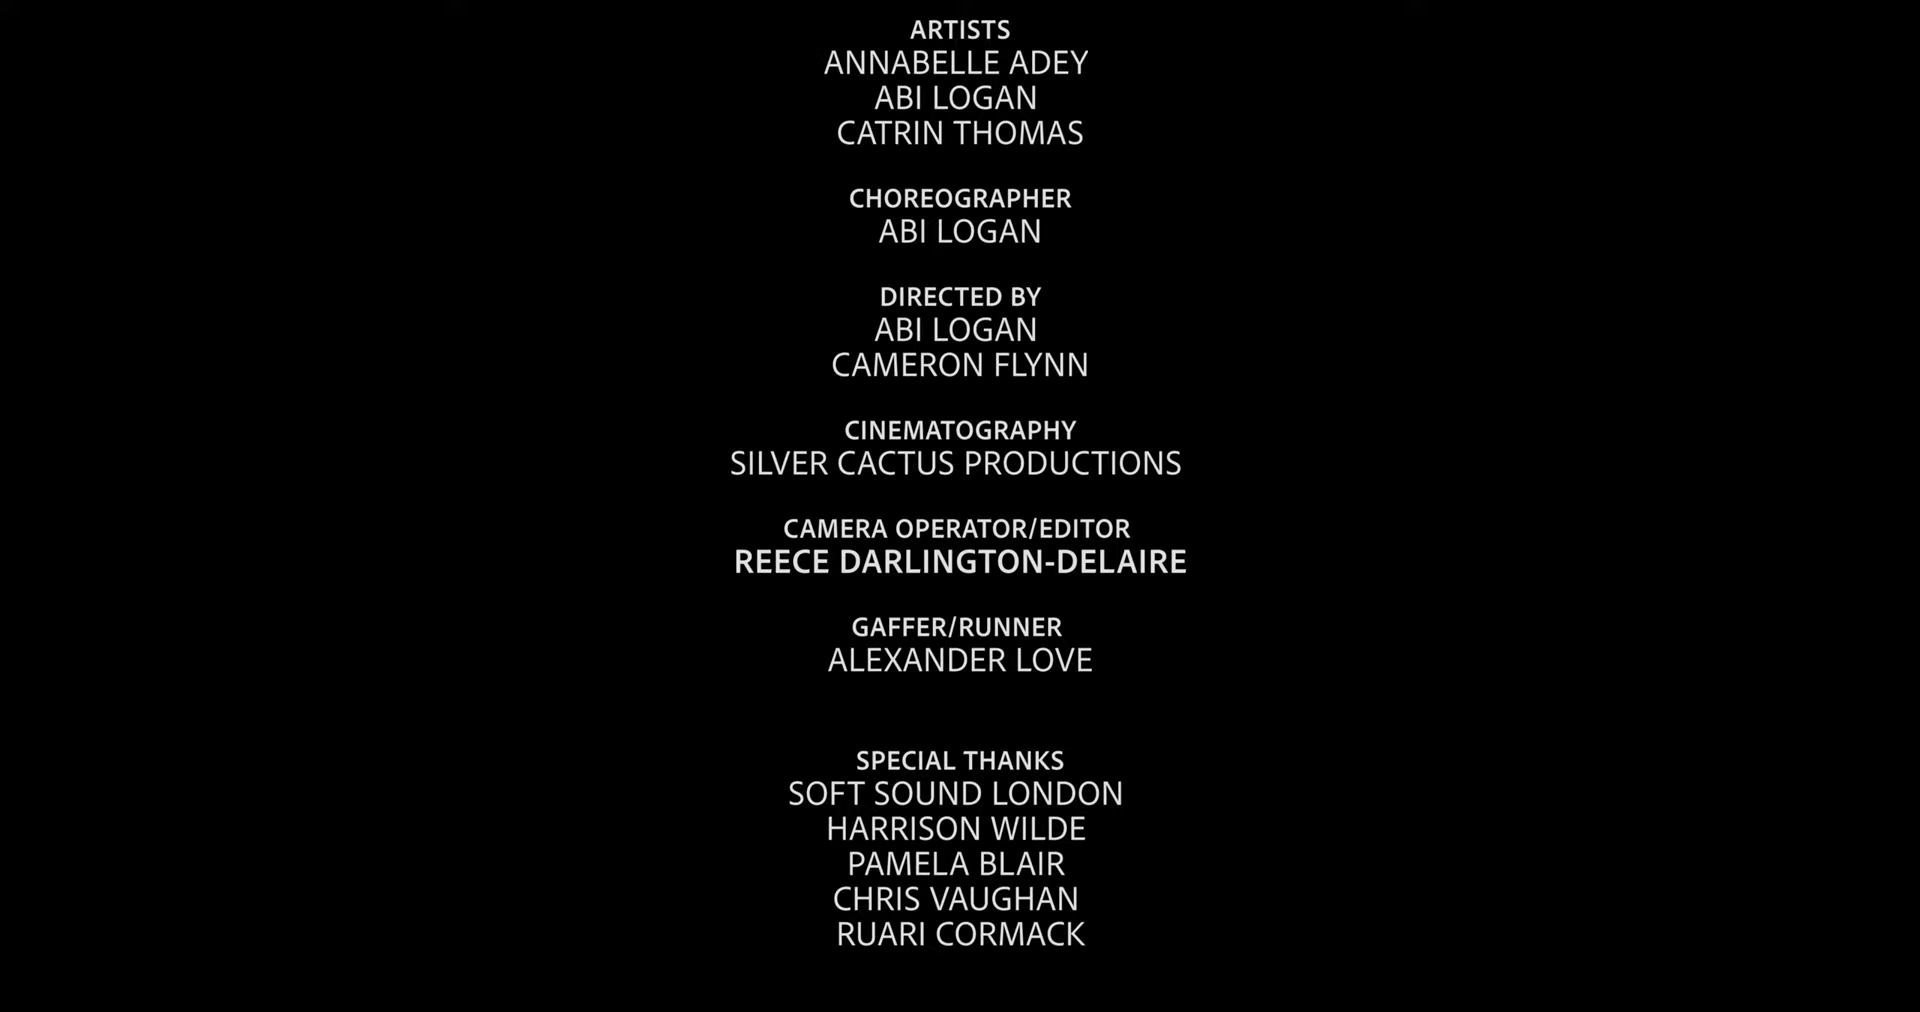 ARTISTS
ANNABELLE ADEY
ABI LOGAN
CATRIN THOMAS
CHOREOGRAPHER
ABI LOGAN
DIRECTED BY
ABI LOGAN
CAMERON FLYNN
CINEMATOGRAPHY
SILVER CACTUS PRODUCTIONS
CAMERA OPERATOR/EDITOR
REECE DARLINGTON-DELAIRE
GAFFER/RUNNER
ALEXANDER LOVE
SPECIAL THANKS
SOFT SOUND LONDON
HARRISON WILDE
PAMELA BLAIR
CHRIS VAUGHAN
RUARI CORMACK